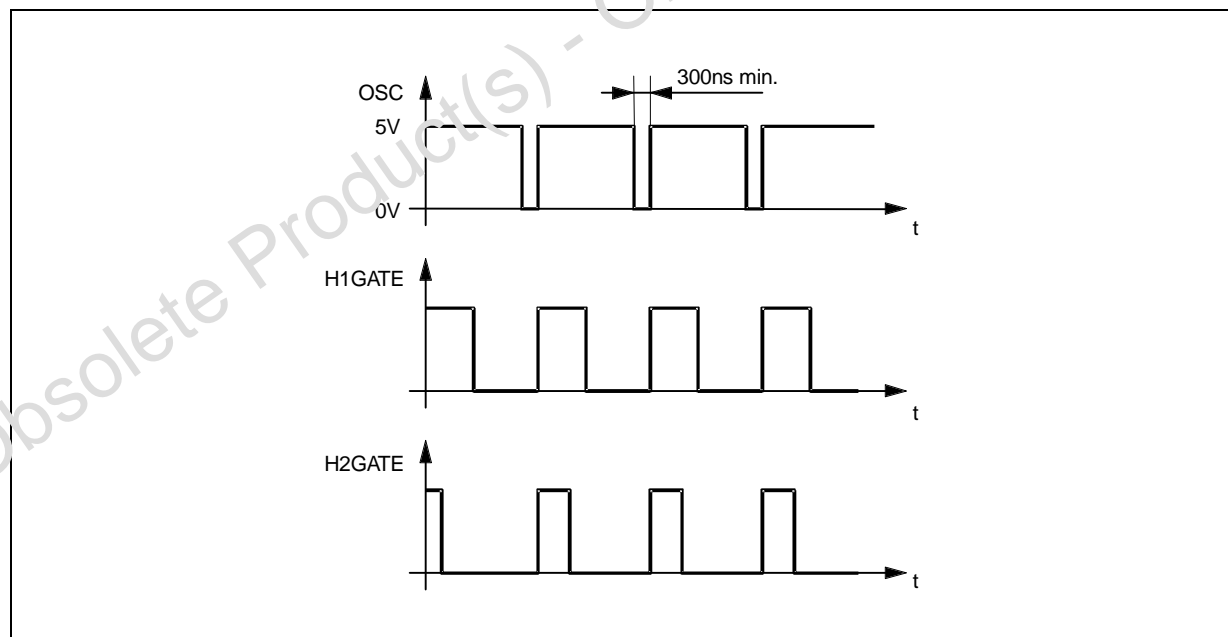 Obsolete Product(s) - O
300ns min.
OSC
5V
0V
t
H1GATE
t
H2GATE
t